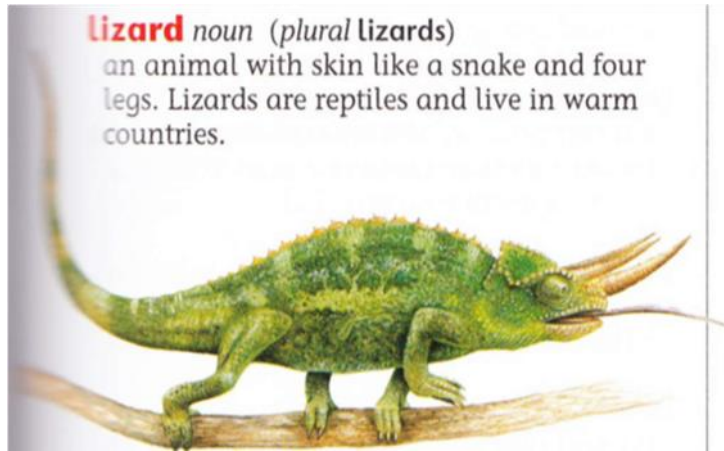 lizard noun (plural lizards)
an animal with skin like a snake and four
legs. Lizards are reptiles and live in warm
countries.